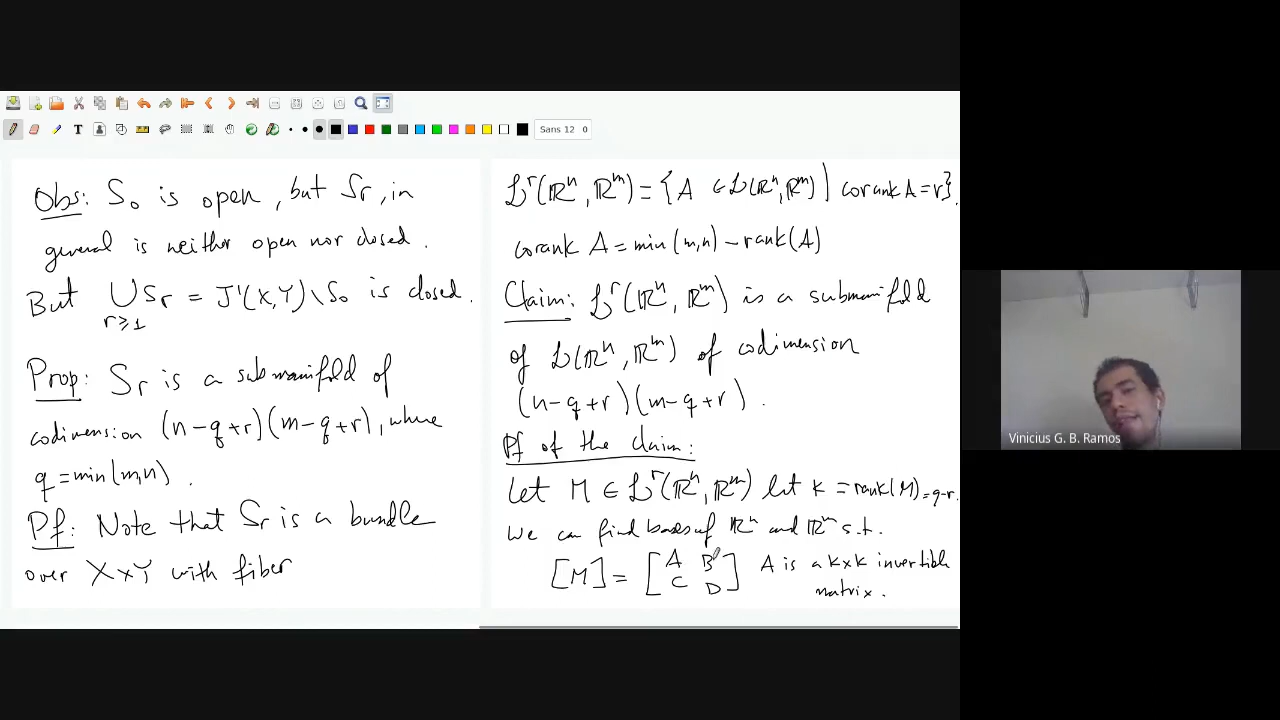 Sans 12 0
Obs: S₀ is open, but Sᵣ, in
general is neither open nor closed.
But ⋃_{r≥1} Sᵣ = J¹(X,Y)\S₀ is closed.
Prop: Sᵣ is a submanifold of
codimension (n-q+r)(m-q+r), where
q=min(m,n).
Pf: Note that Sᵣ is a bundle
over X×Y with fiber
𝓛ʳ(ℝⁿ,ℝᵐ)={A ∈𝓛(ℝⁿ,ℝᵐ)| corank A=r}.
corank A=min(m,n)-rank(A)
Claim: 𝓛ʳ(ℝⁿ,ℝᵐ) is a submanifold
of 𝓛(ℝⁿ,ℝᵐ) of codimension
(n-q+r)(m-q+r).
Pf of the claim:
Let M ∈ 𝓛ʳ(ℝⁿ,ℝᵐ) let k=rank(M)=q-r.
We can find bases of ℝⁿ and ℝᵐ s.t.
[M] = [A B; C D] A is a k×k invertible
matrix.
Vinicius G. B. Ramos